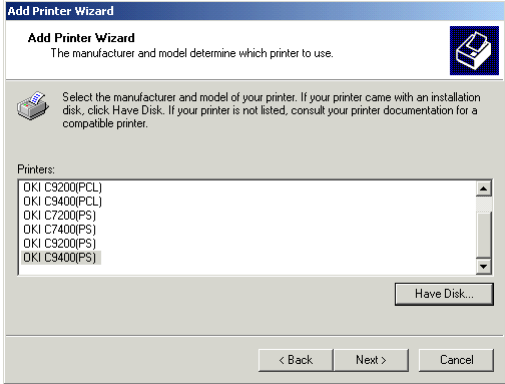 Add Printer Wizard
Add Printer Wizard
The manufacturer and model determine which printer to use.
Select the manufacturer and model of your printer. If your printer came with an installation
disk, click Have Disk. If your printer is not listed, consult your printer documentation for a
compatible printer.
Printers:
OKI C9200(PCL)
OKI C9400(PCL)
OKI C7200(PS)
OKI C7400(PS)
OKI C9200(PS)
OKI C9400(PS)
Have Disk...
< Back Next > Cancel